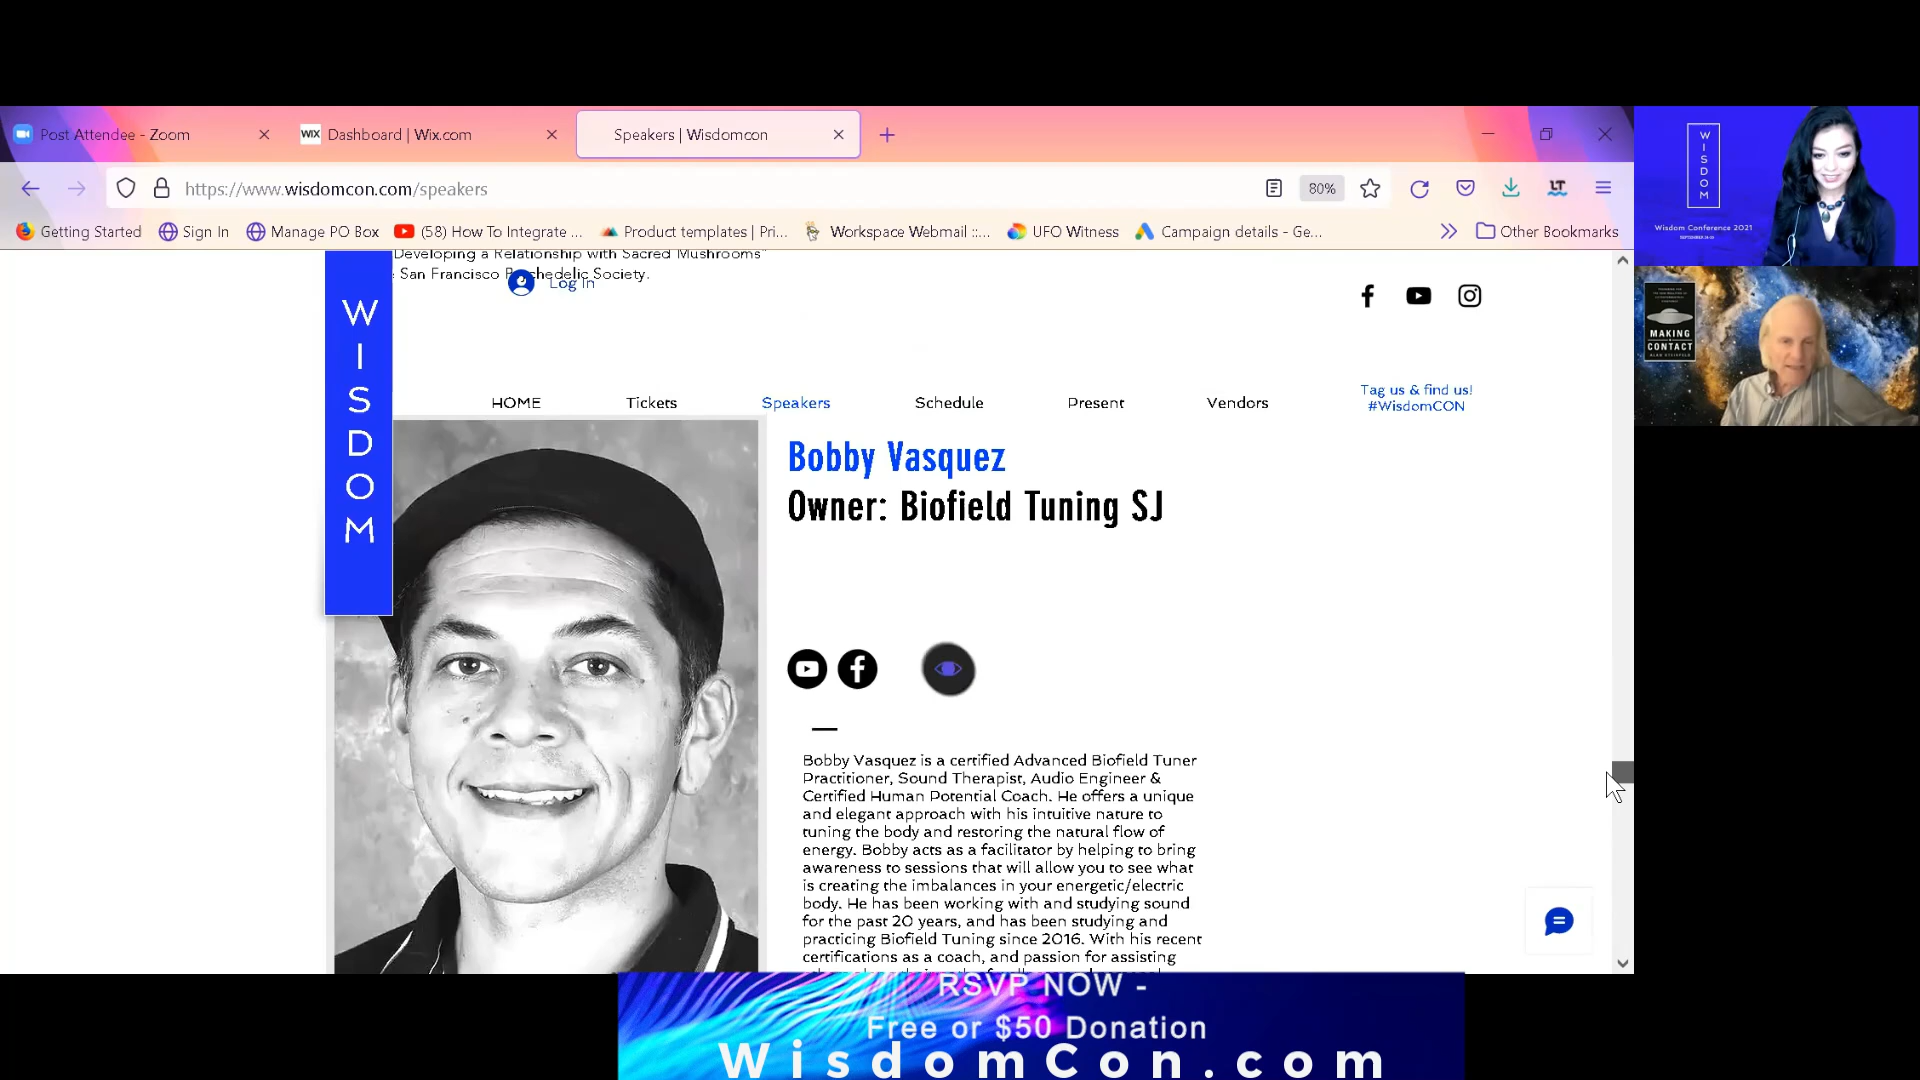 Post Attendee - Zoom
WIX Dashboard | Wix.com
Speakers | Wisdomcon
https://www.wisdomcon.com/speakers
80%
LT
Getting Started
Sign In
Manage PO Box
(58) How To Integrate ...
Product templates | Pri...
Workspace Webmail ::...
UFO Witness
Campaign details - Ge...
Other Bookmarks
Developing a Relationship with Sacred Mushrooms"
San Francisco Psychedelic Society.
Log In
WISDOM
HOME
Tickets
Speakers
Schedule
Present
Vendors
Tag us & find us!
#WisdomCON
Bobby Vasquez
Owner: Biofield Tuning SJ
Bobby Vasquez is a certified Advanced Biofield Tuner
Practitioner, Sound Therapist, Audio Engineer &
Certified Human Potential Coach. He offers a unique
and elegant approach with his intuitive nature to
tuning the body and restoring the natural flow of
energy. Bobby acts as a facilitator by helping to bring
awareness to sessions that will allow you to see what
is creating the imbalances in your energetic/electric
body. He has been working with and studying sound
for the past 20 years, and has been studying and
practicing Biofield Tuning since 2016. With his recent
certifications as a coach, and passion for assisting
WISDOM
Wisdom Conference 2021
MAKING
CONTACT
ALAN STEINFELD
RSVP NOW -
Free or $50 Donation
WisdomCon.com